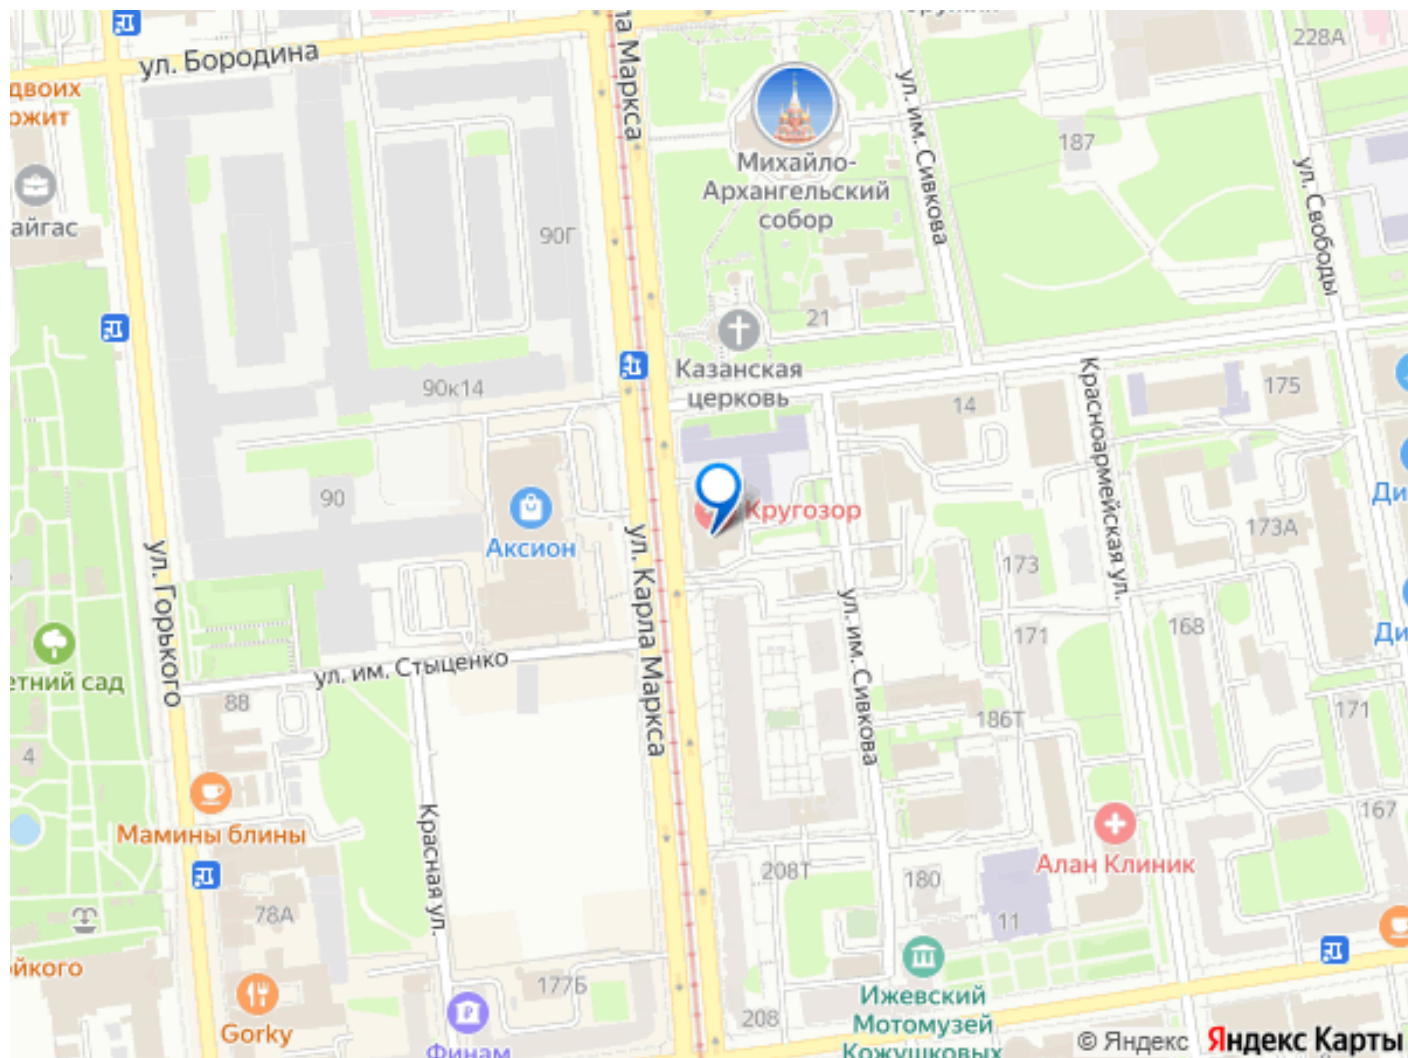 ул. Бородина
ла Маркса
228А
двоих
ожит
ул. им. Сивкова
187
Михайло-
Архангельский
собор
ул. Свободы
айгас
90Г
21
Казанская
церковь
90к14
14
175
Красноармейская ул.
90
Аксион
Кругозор
Ди
173А
ул. Горького
ул. Карла Маркса
173
171
168
Ди
етний сад
ул. им. Стыценко
ул. им. Сивкова
88
186Т
171
4
Мамины блины
Красная ул.
167
Алан Клиник
208Т
180
78А
11
ойкого
177Б
Ижевский
Мотомузей
Кожушковых
208
Gorky
Финам
© Яндекс Яндекс Карты